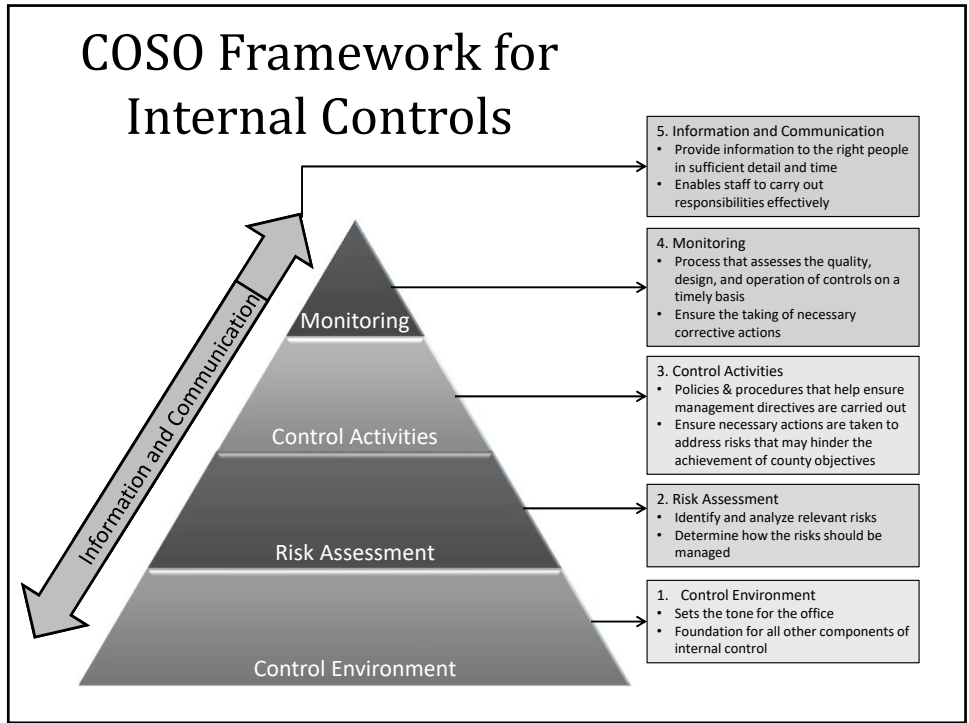 COSO Framework for
Internal Controls
Information and Communication
Monitoring
Control Activities
Risk Assessment
Control Environment
5. Information and Communication
• Provide information to the right people
in sufficient detail and time
• Enables staff to carry out
responsibilities effectively
4. Monitoring
• Process that assesses the quality,
design, and operation of controls on a
timely basis
• Ensure the taking of necessary
corrective actions
3. Control Activities
• Policies & procedures that help ensure
management directives are carried out
• Ensure necessary actions are taken to
address risks that may hinder the
achievement of county objectives
2. Risk Assessment
• Identify and analyze relevant risks
• Determine how the risks should be
managed
1. Control Environment
• Sets the tone for the office
• Foundation for all other components of
internal control